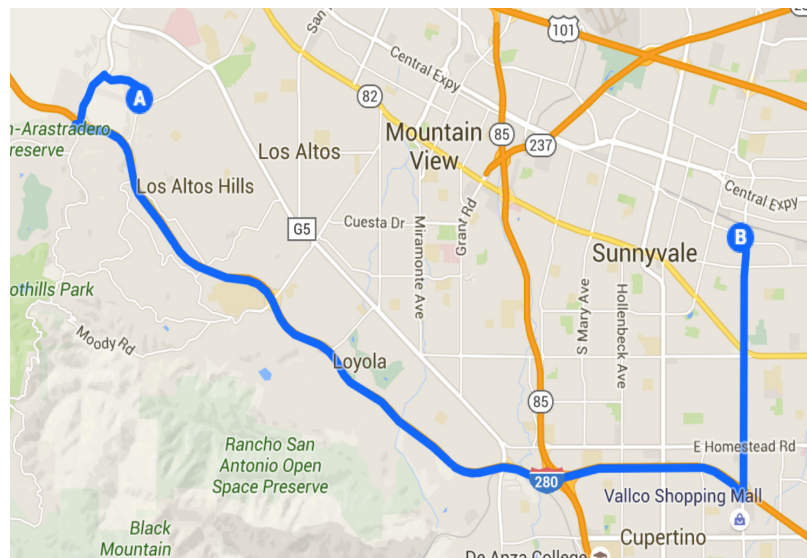 101
Central Expy
82
A
n-Arastradero
reserve
Mountain
View
85
237
Los Altos
Los Altos Hills
Central Expy
G5
Cuesta Dr
Miramonte Ave
Grant Rd
B
Sunnyvale
oothills Park
Moody Rd
S Mary Ave
Hollenbeck Ave
Loyola
85
E Homestead Rd
Rancho San
Antonio Open
Space Preserve
280
Vallco Shopping Mall
Black
Mountain
Cupertino
De Anza College